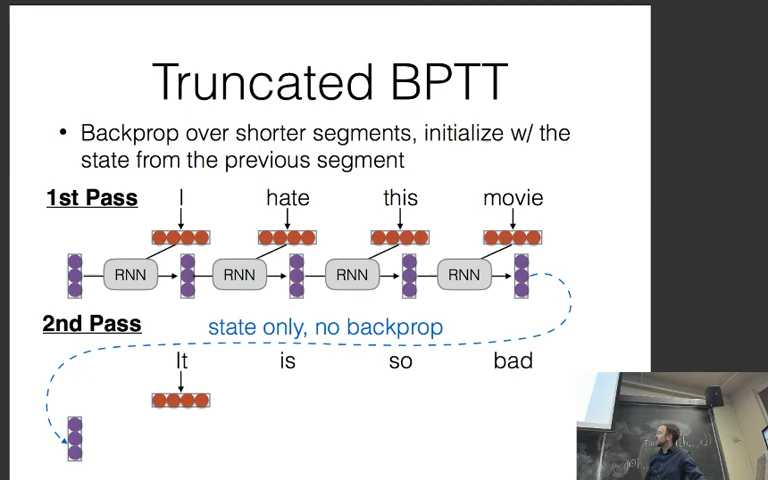 Truncated BPTT
• Backprop over shorter segments, initialize w/ the
state from the previous segment
1st Pass I hate this movie
RNN RNN RNN RNN
2nd Pass state only, no backprop
It is so bad